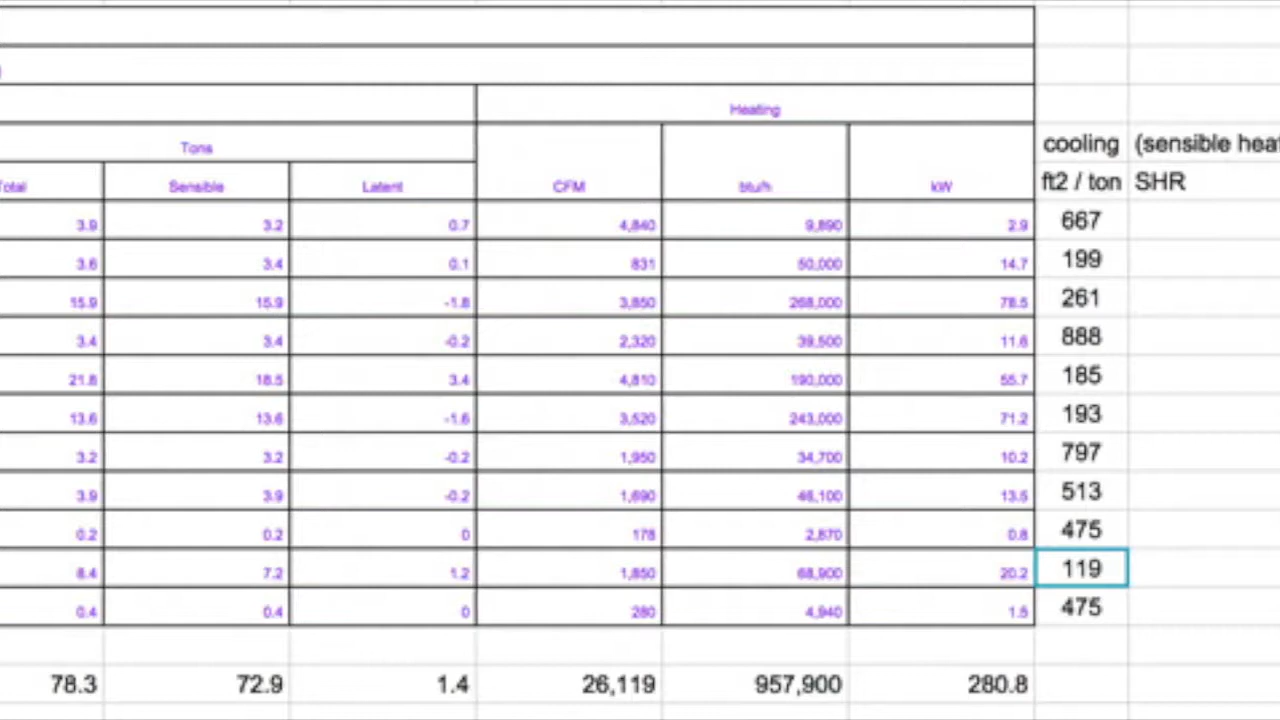 Heating
Tons cooling (sensible heat
Total Sensible Latent CFM btu/h kW ft2 / ton SHR
3.9 3.2 0.7 4,840 9,890 2.9 667
3.6 3.4 0.1 831 50,000 14.7 199
15.9 15.9 -1.8 3,850 268,000 78.5 261
3.4 3.4 -0.2 2,320 39,500 11.6 888
21.8 18.5 3.4 4,810 190,000 55.7 185
13.6 13.6 -1.6 3,520 243,000 71.2 193
3.2 3.2 -0.2 1,950 34,700 10.2 797
3.9 3.9 -0.2 1,690 46,100 13.5 513
0.2 0.2 0 178 2,870 0.8 475
8.4 7.2 1.2 1,850 68,900 20.2 119
0.4 0.4 0 280 4,940 1.5 475
78.3 72.9 1.4 26,119 957,900 280.8